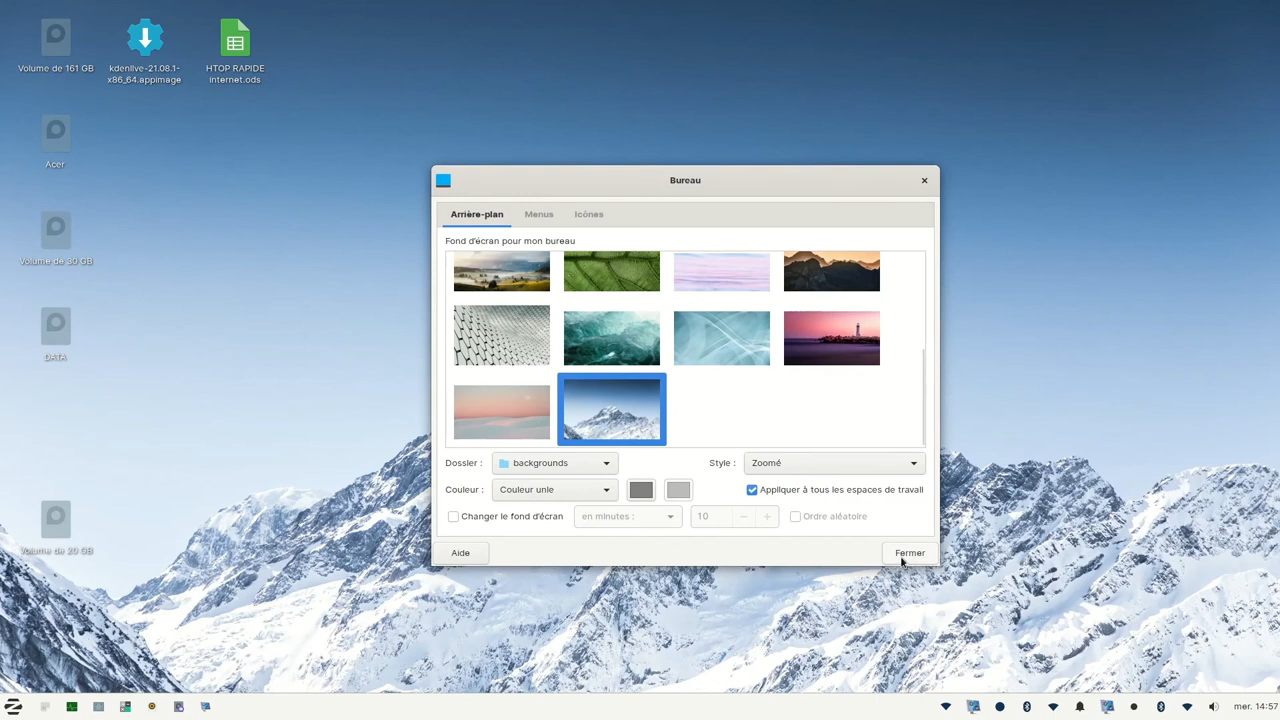 Volume de 161 GB
kdenlive-21.08.1-
x86_64.appimage
HTOP RAPIDE
internet.ods
Acer
Volume de 30 GB
DATA
Volume de 20 GB
Bureau
Arrière-plan
Menus
Icônes
Fond d'écran pour mon bureau
Dossier :
backgrounds
Style :
Zoomé
Couleur :
Couleur unie
Appliquer à tous les espaces de travail
Changer le fond d'écran
en minutes :
10
Ordre aléatoire
Aide
Fermer
mer. 14:57